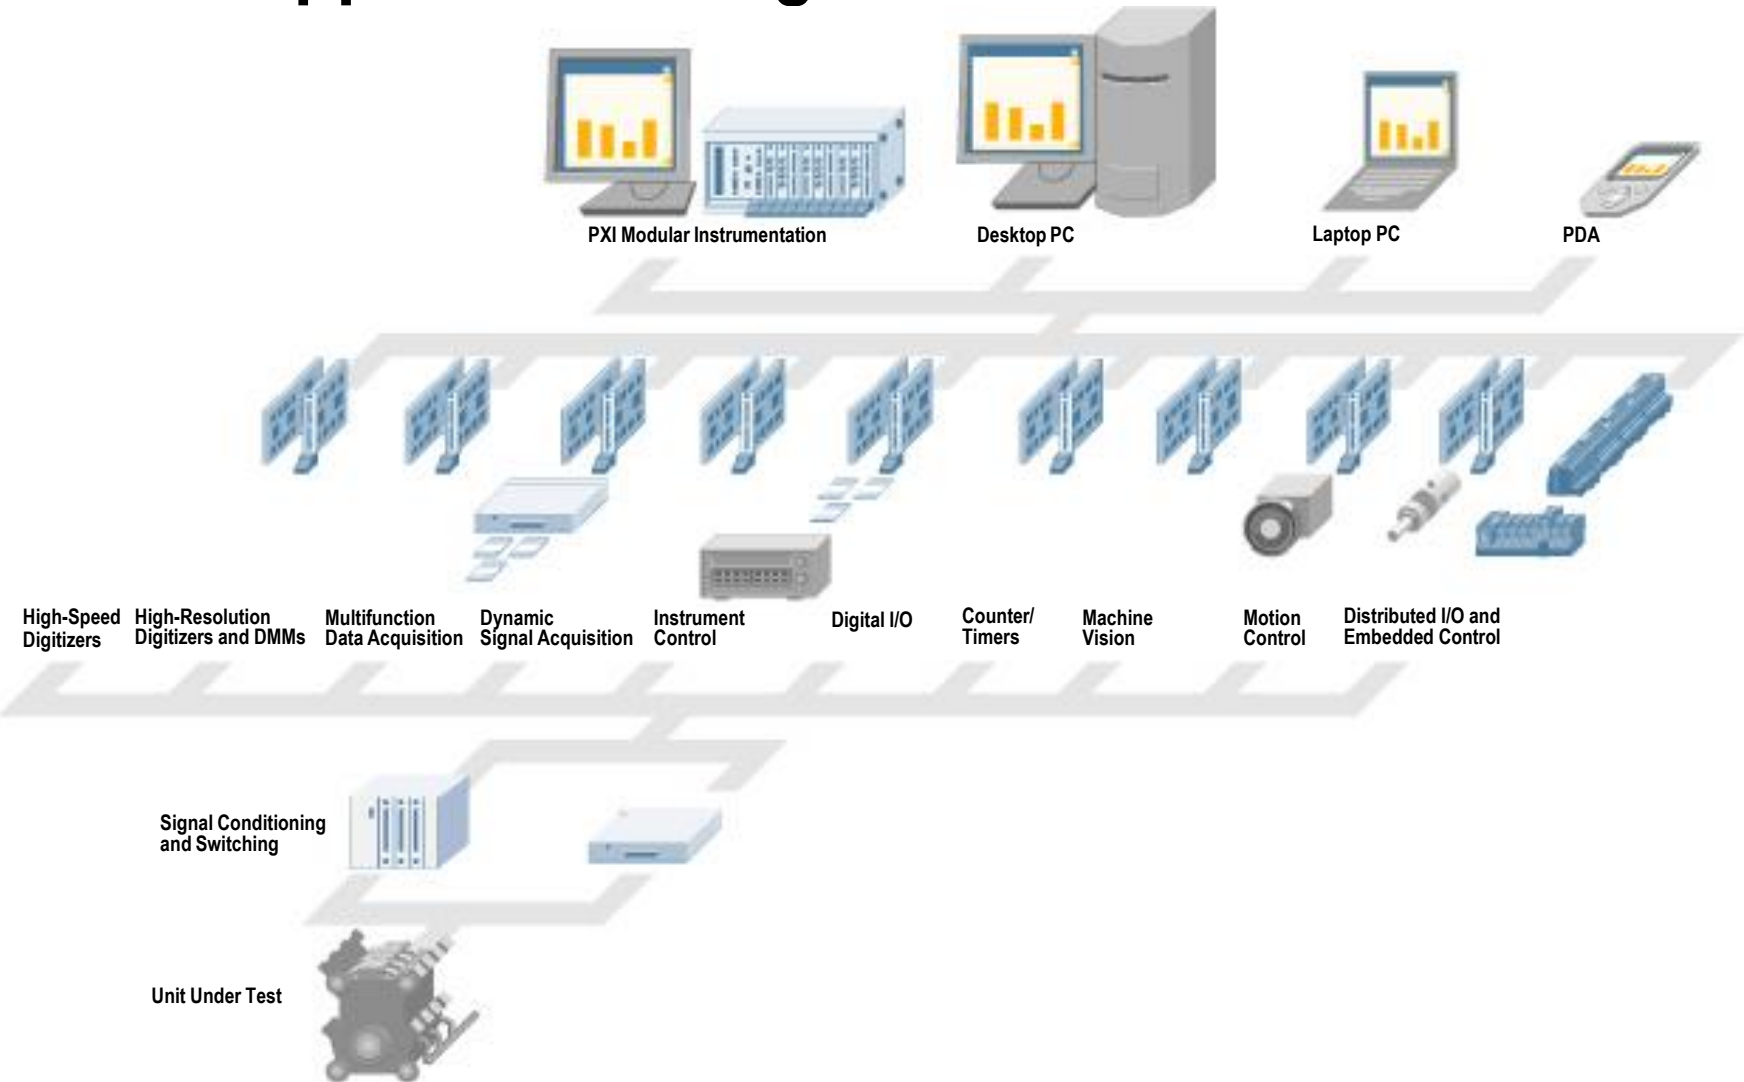 PXI Modular Instrumentation
Desktop PC
Laptop PC
PDA
High-Speed
Digitizers
High-Resolution
Digitizers and DMMs
Multifunction
Data Acquisition
Dynamic
Signal Acquisition
Instrument
Control
Digital I/O
Counter/
Timers
Machine
Vision
Motion
Control
Distributed I/O and
Embedded Control
Signal Conditioning
and Switching
Unit Under Test